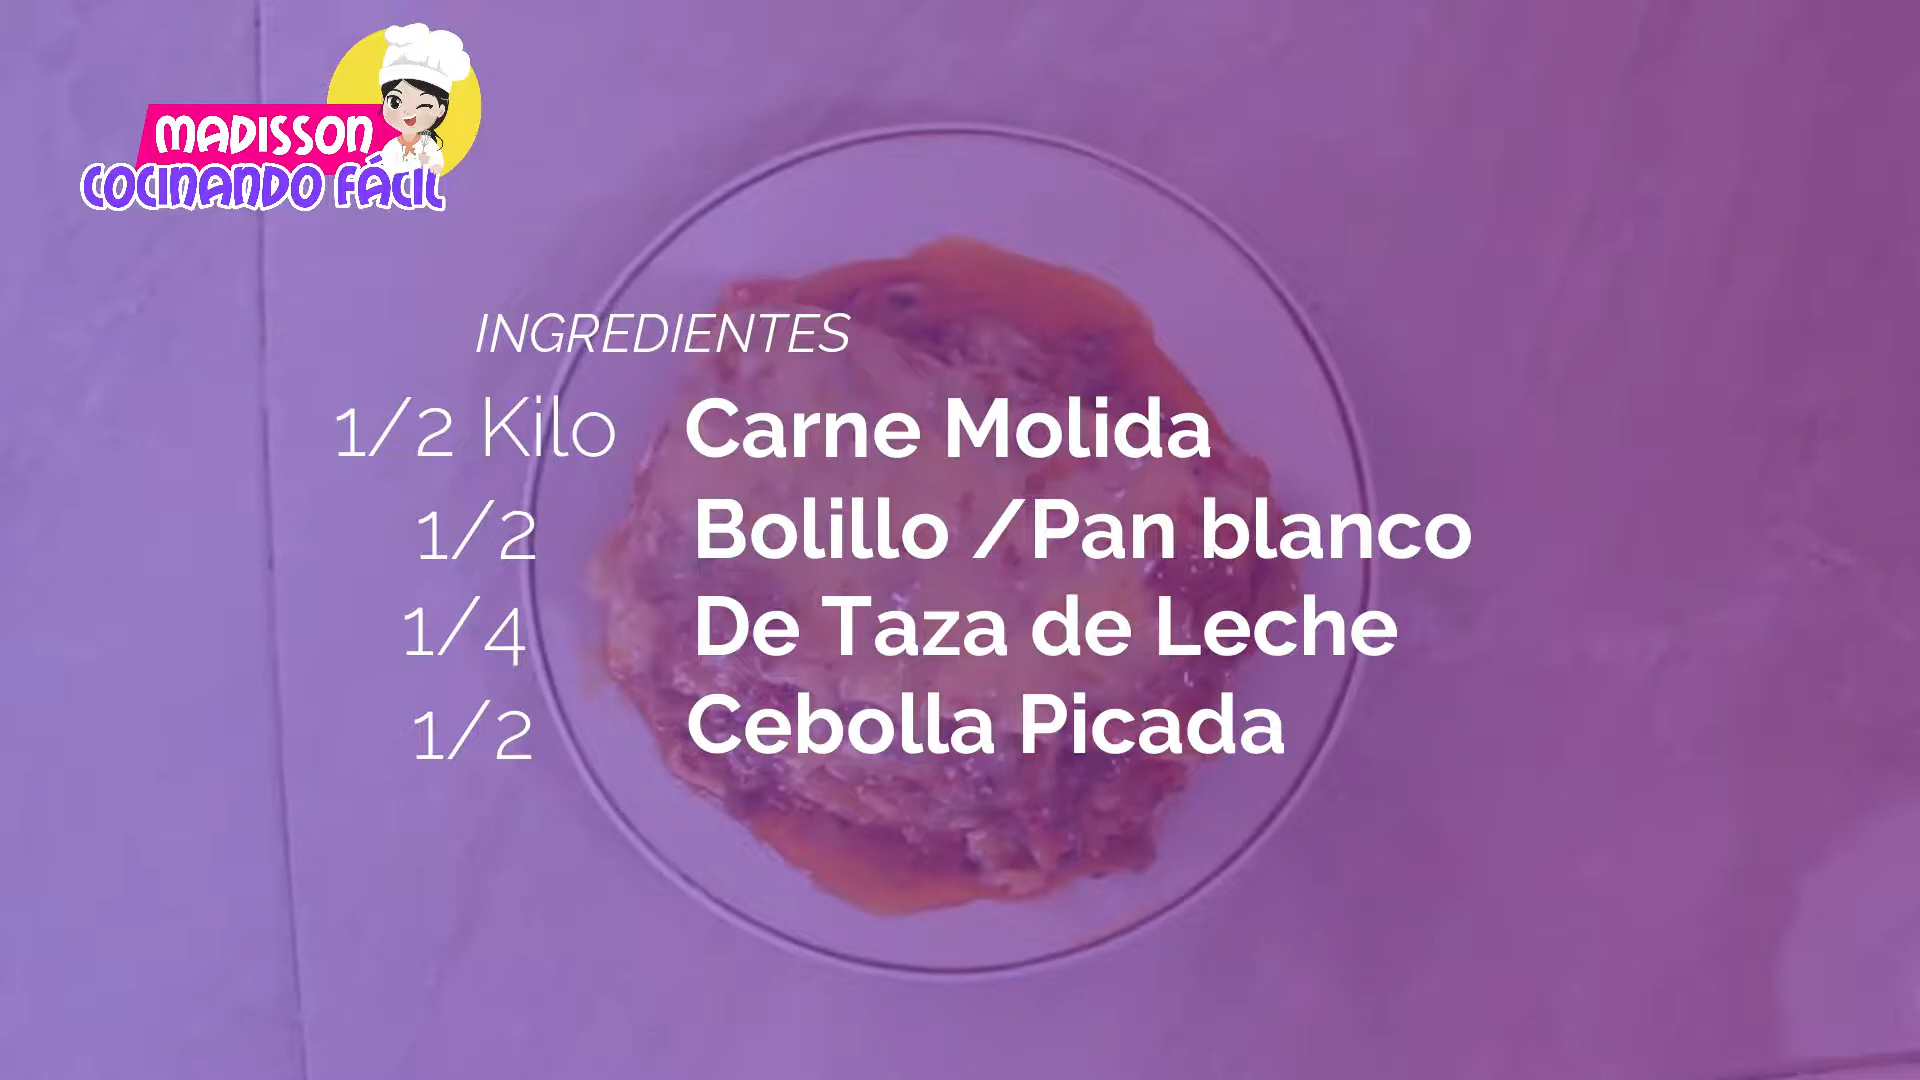 MADISSON
COCINANDO FÁCIL
INGREDIENTES
1/2 Kilo Carne Molida
1/2 Bolillo /Pan blanco
1/4 De Taza de Leche
1/2 Cebolla Picada